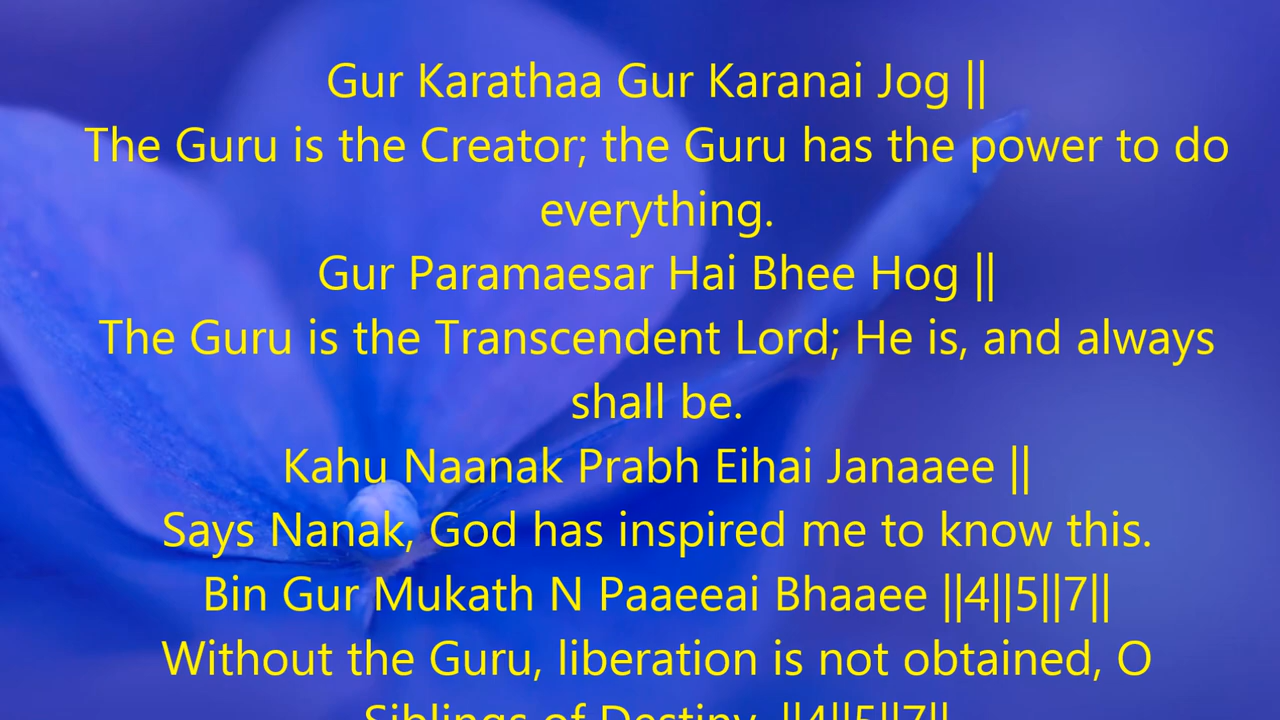 Gur Karathaa Gur Karanai Jog ||
The Guru is the Creator; the Guru has the power to do
everything.
Gur Paramaesar Hai Bhee Hog ||
The Guru is the Transcendent Lord; He is, and always
shall be.
Kahu Naanak Prabh Eihai Janaaee ||
Says Nanak, God has inspired me to know this.
Bin Gur Mukath N Paaeeai Bhaaee ||4||5||7||
Without the Guru, liberation is not obtained, O
Siblings of Destiny. ||4||5||7||